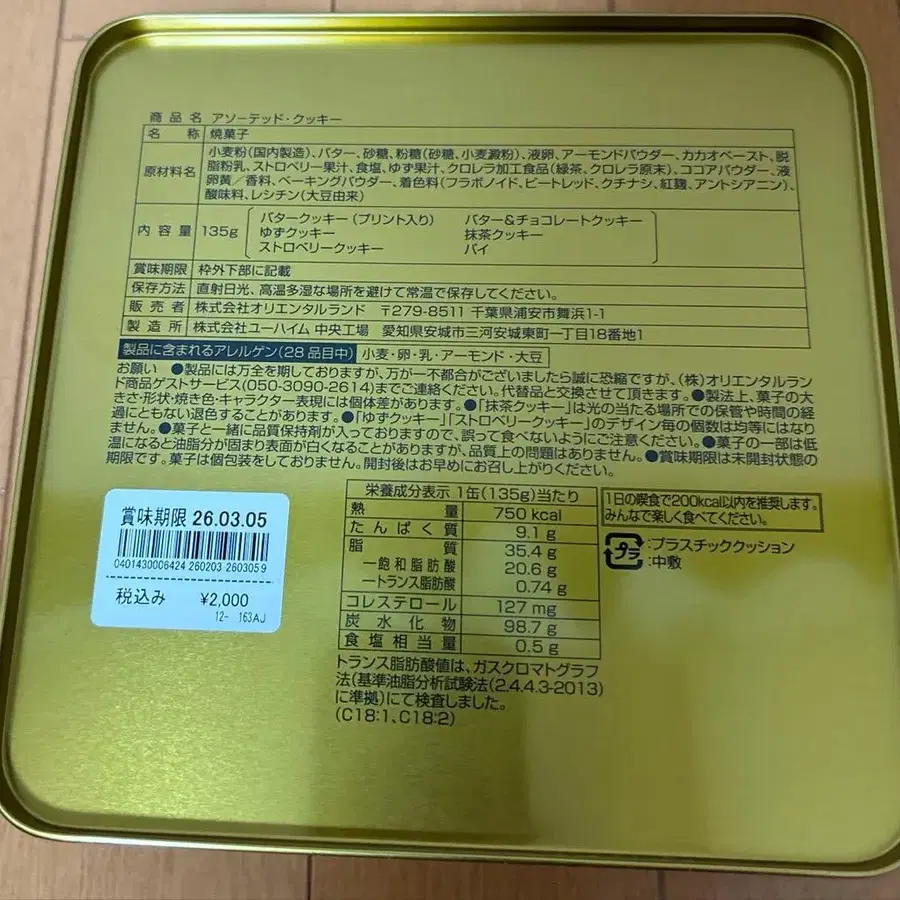 商品名 アソーテッド・クッキー
名称 焼菓子
原材料名 小麦粉(国内製造)、バター、砂糖、粉糖(砂糖、小麦澱粉)、液卵、アーモンドパウダー、カカオペースト、脱
脂粉乳、ストロベリー果汁、食塩、ゆず果汁、クロレラ加工食品(緑茶、クロレラ原末)、ココアパウダー、液
卵黄/香料、ベーキングパウダー、着色料(フラボノイド、ビートレッド、クチナシ、紅麹、アントシアニン)、
酸味料、レシチン(大豆由来)
内容量 135g
バタークッキー(プリント入り) バター&チョコレートクッキー
ゆずクッキー 抹茶クッキー
ストロベリークッキー パイ
賞味期限 枠外下部に記載
保存方法 直射日光、高温多湿な場所を避けて常温で保存してください。
販売者 株式会社オリエンタルランド 〒279-8511 千葉県浦安市舞浜1-1
製造所 株式会社ユーハイム 中央工場 愛知県安城市三河安城東町一丁目18番地1
製品に含まれるアレルゲン(28品目中) 小麦・卵・乳・アーモンド・大豆
お願い ●製品には万全を期しておりますが、万が一不都合がございましたら誠に恐縮ですが、(株)オリエンタルラン
ド商品ゲストサービス(050-3090-2614)までご連絡ください。代替品と交換させて頂きます。●製法上、菓子の大
きさ・形状・焼き色・キャラクター表現には個体差があります。●「抹茶クッキー」は光の当たる場所での保管や時間の経
過にともない退色することがあります。●「ゆずクッキー」「ストロベリークッキー」のデザイン毎の個数は均等にはなり
ません。●菓子と一緒に品質保持剤が入っておりますので、誤って食べないようにご注意ください。●菓子の一部は低
温になると油脂分が固まり表面が白くなることがありますが、品質上の問題はありません。●賞味期限は未開封状態の
期限です。菓子は個包装をしておりません。開封後はお早めにお召し上がりください。
賞味期限 26.03.05
0401430006424 260203 2603059
税込み ¥2,000
12- 163AJ
栄養成分表示 1缶(135g)当たり
熱量 750 kcal
たんぱく質 9.1 g
脂質 35.4 g
ー飽和脂肪酸 20.6 g
ートランス脂肪酸 0.74 g
コレステロール 127 mg
炭水化物 98.7 g
食塩相当量 0.5 g
トランス脂肪酸値は、ガスクロマトグラフ
法(基準油脂分析試験法(2.4.4.3-2013)
に準拠)にて検査しました。
(C18:1、C18:2)
1日の喫食で200kcal以内を推奨します。
みんなで楽しく食べてください。
プラ :プラスチッククッション
:中敷